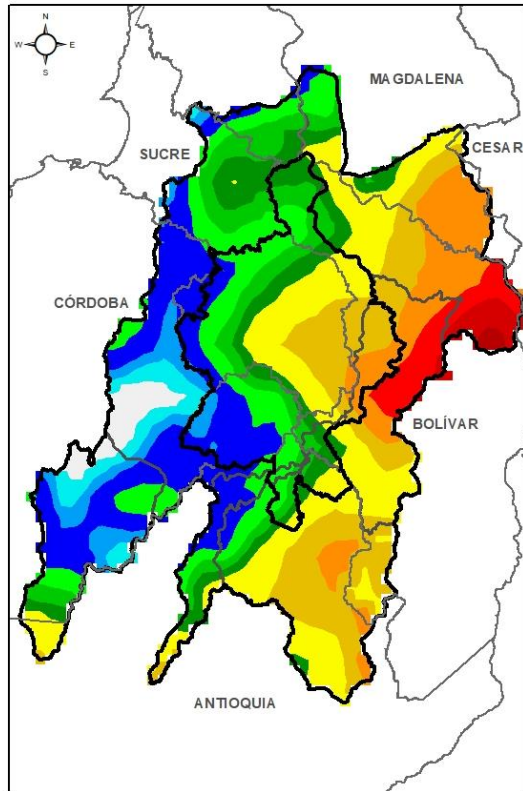 N
W E
S
MAGDALENA
CESAR
SUCRE
CÓRDOBA
BOLÍVAR
ANTIOQUIA